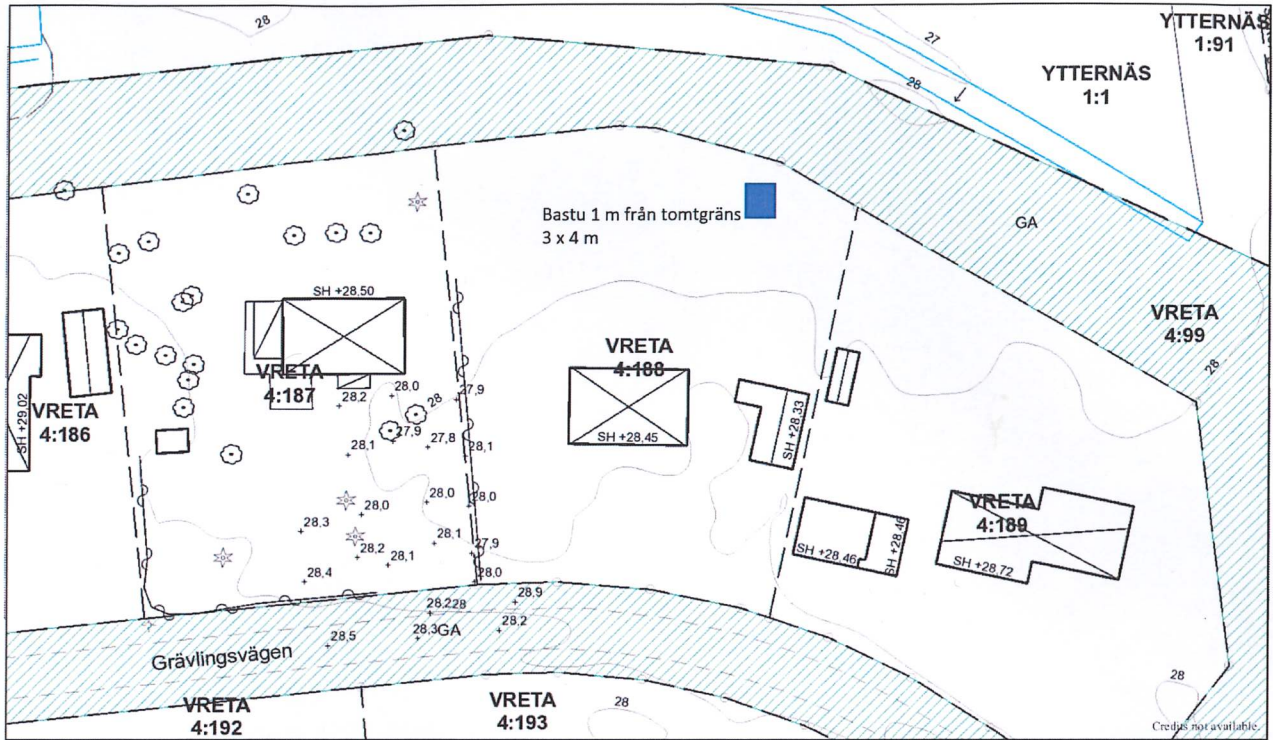 28
27
YTTERNÄS
1:91
YTTERNÄS
1:1
28
Bastu 1 m från tomtgräns
3 x 4 m
GA
SH +28,50
VRETA
4:99
VRETA
4:187
VRETA
4:188
28
VRETA
4:186
SH +29,02
28,2
28,0
28
27,9
27,9
28,1
27,8
28,1
SH +28,45
SH +28,33
28,0
28,0
28,0
28,3
28,1
27,9
28,2
28,1
28,4
28,0
SH +28,46
SH +28,46
VRETA
4:189
SH +28,72
28,9
28,228
28,3
GA
28,2
28,5
Grävlingsvägen
VRETA
4:192
VRETA
4:193
28
28
Credits not available.